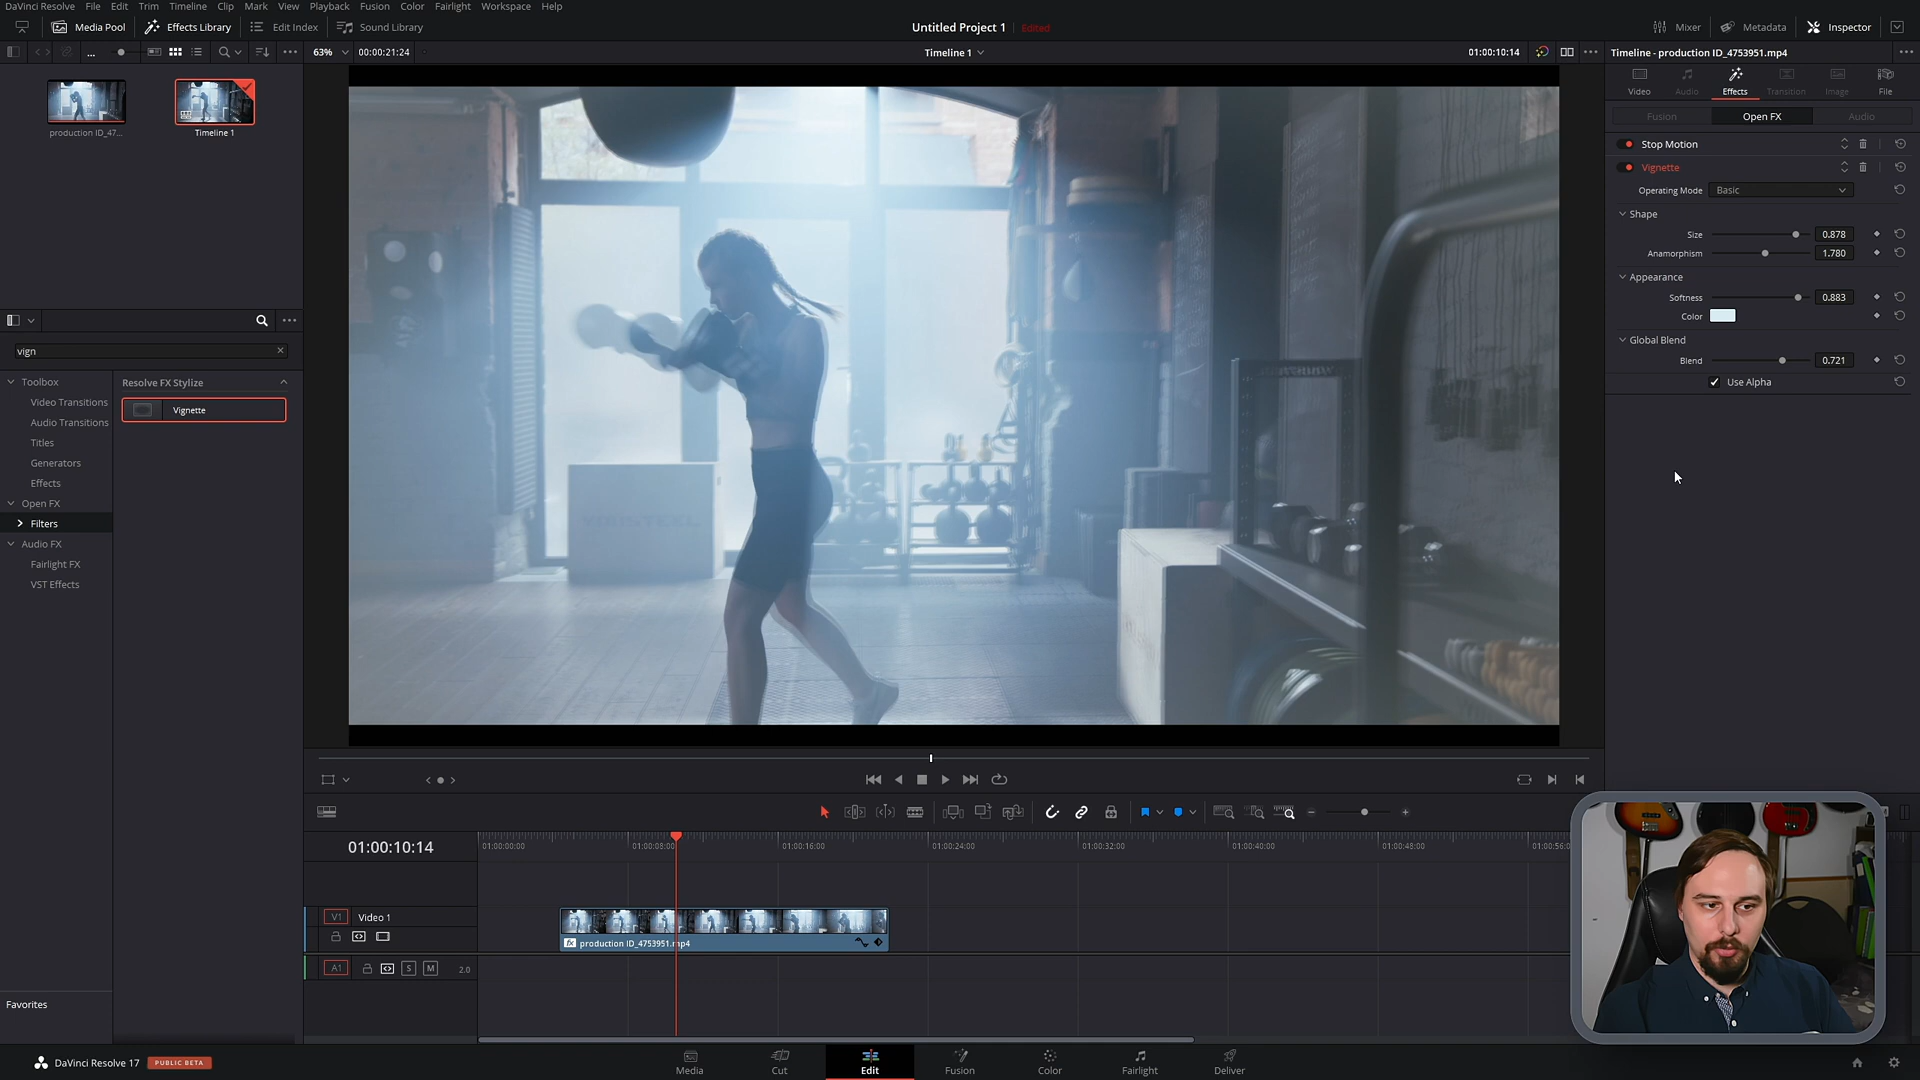 DaVinci Resolve File Edit Trim Timeline Clip Mark View Playback Fusion Color Fairlight Workspace Help
Media Pool Effects Library Edit Index Sound Library
Untitled Project 1 Edited
Mixer Metadata Inspector
63% 00:00:21:24
Timeline 1
01:00:10:14
Timeline - production ID_4753951.mp4
production ID_47...
Timeline 1
Video Audio Effects Transition Image File
Fusion Open FX Audio
Stop Motion
Vignette
Operating Mode Basic
Shape
Size 0.878
Anamorphism 1.780
Appearance
Softness 0.883
Color
Global Blend
Blend 0.721
Use Alpha
vign
Toolbox
Video Transitions
Audio Transitions
Titles
Generators
Effects
Open FX
Filters
Audio FX
Fairlight FX
VST Effects
Favorites
Resolve FX Stylize
Vignette
01:00:10:14
01:00:00:00 01:00:08:00 01:00:16:00 01:00:24:00 01:00:32:00 01:00:40:00 01:00:48:00 01:00:56:0
V1 Video 1
production ID_4753951.mp4
A1 S M 2.0
DaVinci Resolve 17 PUBLIC BETA
Media Cut Edit Fusion Color Fairlight Deliver